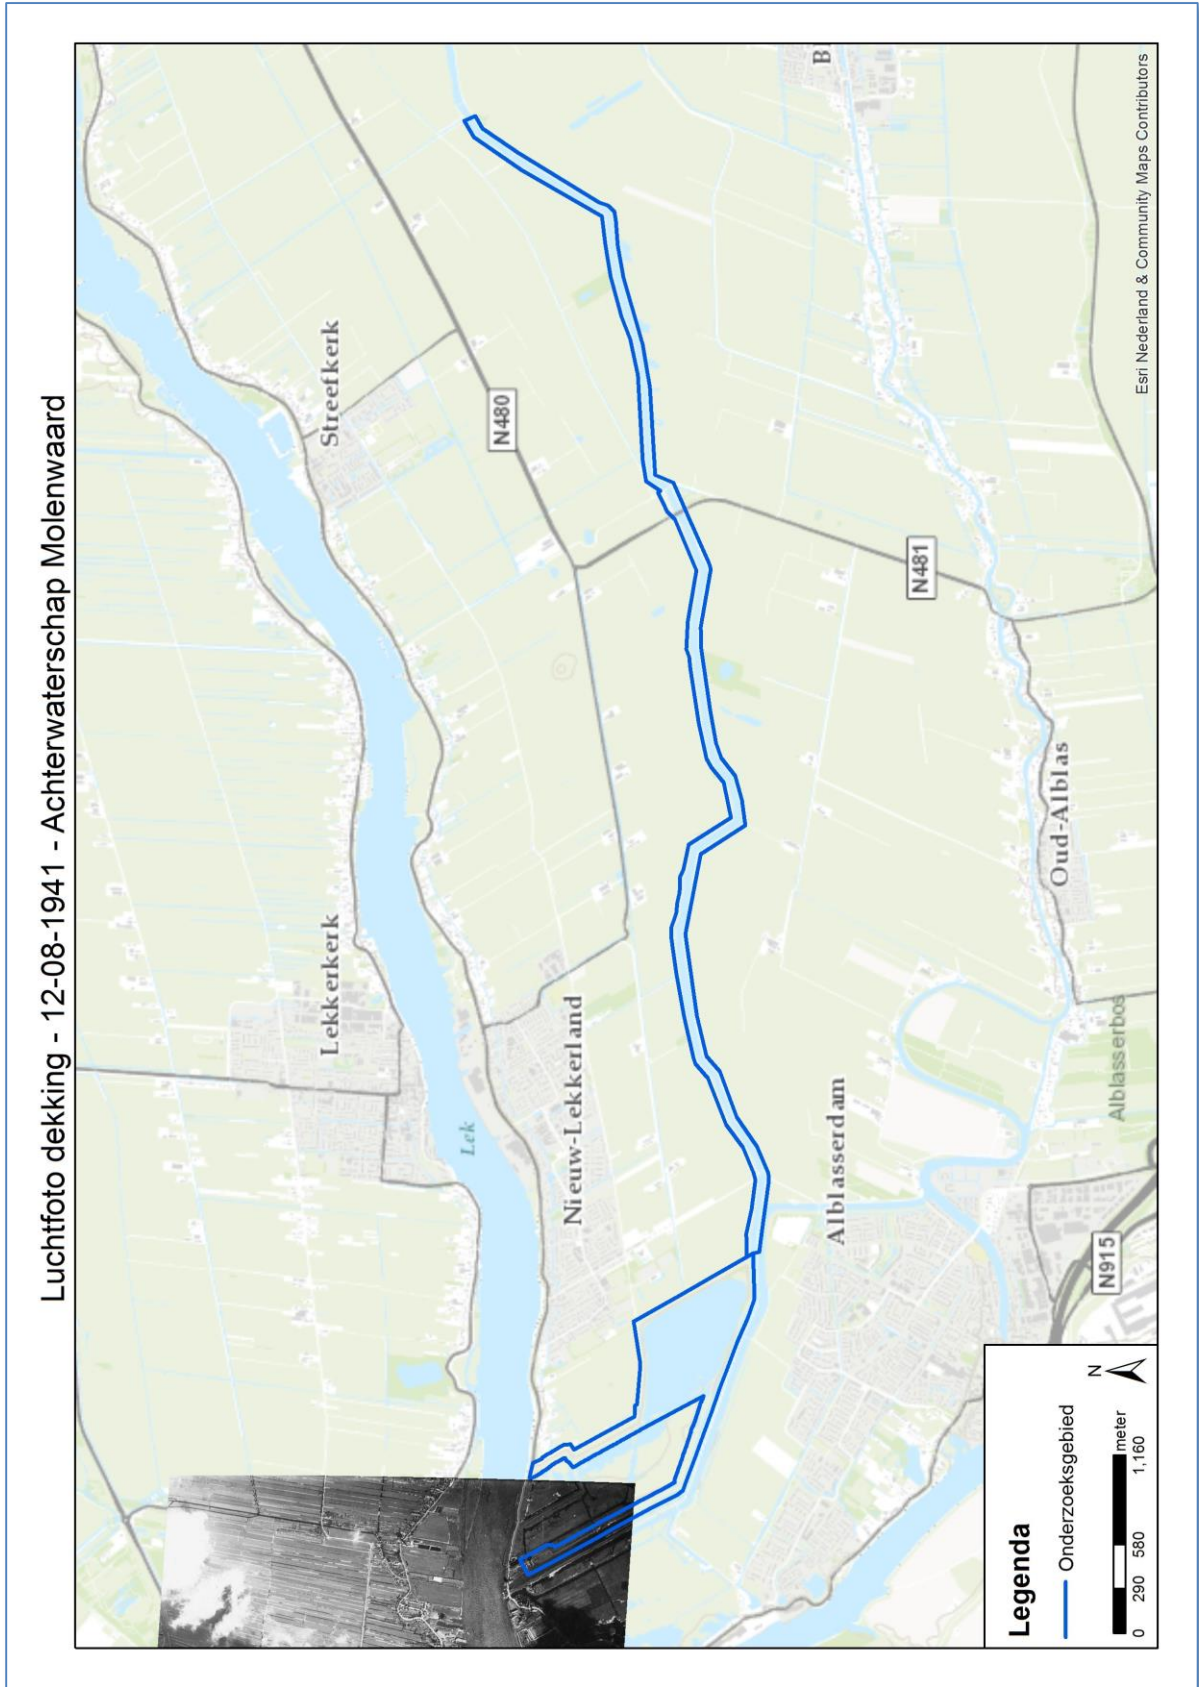 Luchtfoto dekking - 12-08-1941 - Achterwaterschap Molenwaard
Streefkerk
Lekkerkerk
Lek
N480
Nieuw-Lekkerland
B
N481
Oud-Alblas
Alblasserdam
Alblasserbos
N915
Esri Nederland & Community Maps Contributors
Legenda
Onderzoeksgebied
N
0 290 580 1,160
meter